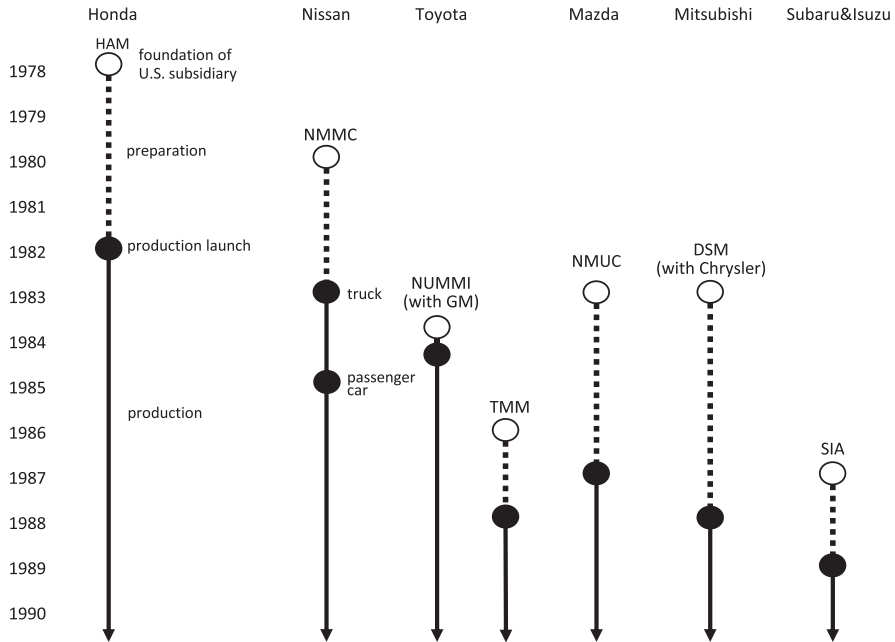 Honda Nissan Toyota Mazda Mitsubishi Subaru&Isuzu
HAM
foundation of
U.S. subsidiary
1978
1979
NMMC
preparation
1980
1981
production launch
1982
DSM
(with Chrysler)
NMUC
NUMMI
(with GM)
truck
1983
1984
passenger
car
1985
TMM
production
1986
SIA
1987
1988
1989
1990